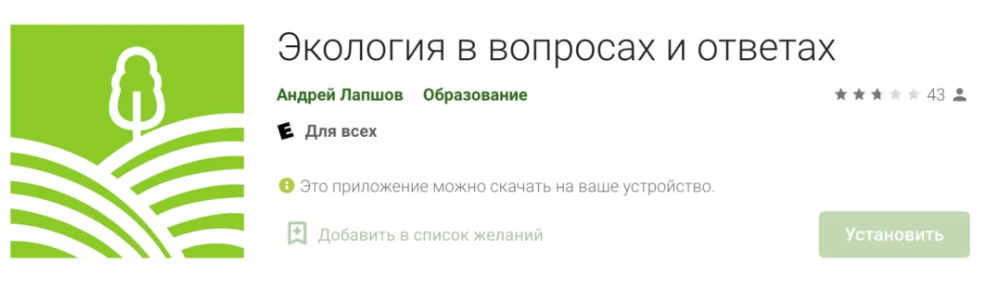 Экология в вопросах и ответах
Андрей Лапшов Образование 43
E Для всех
Это приложение можно скачать на ваше устройство.
Добавить в список желаний Установить